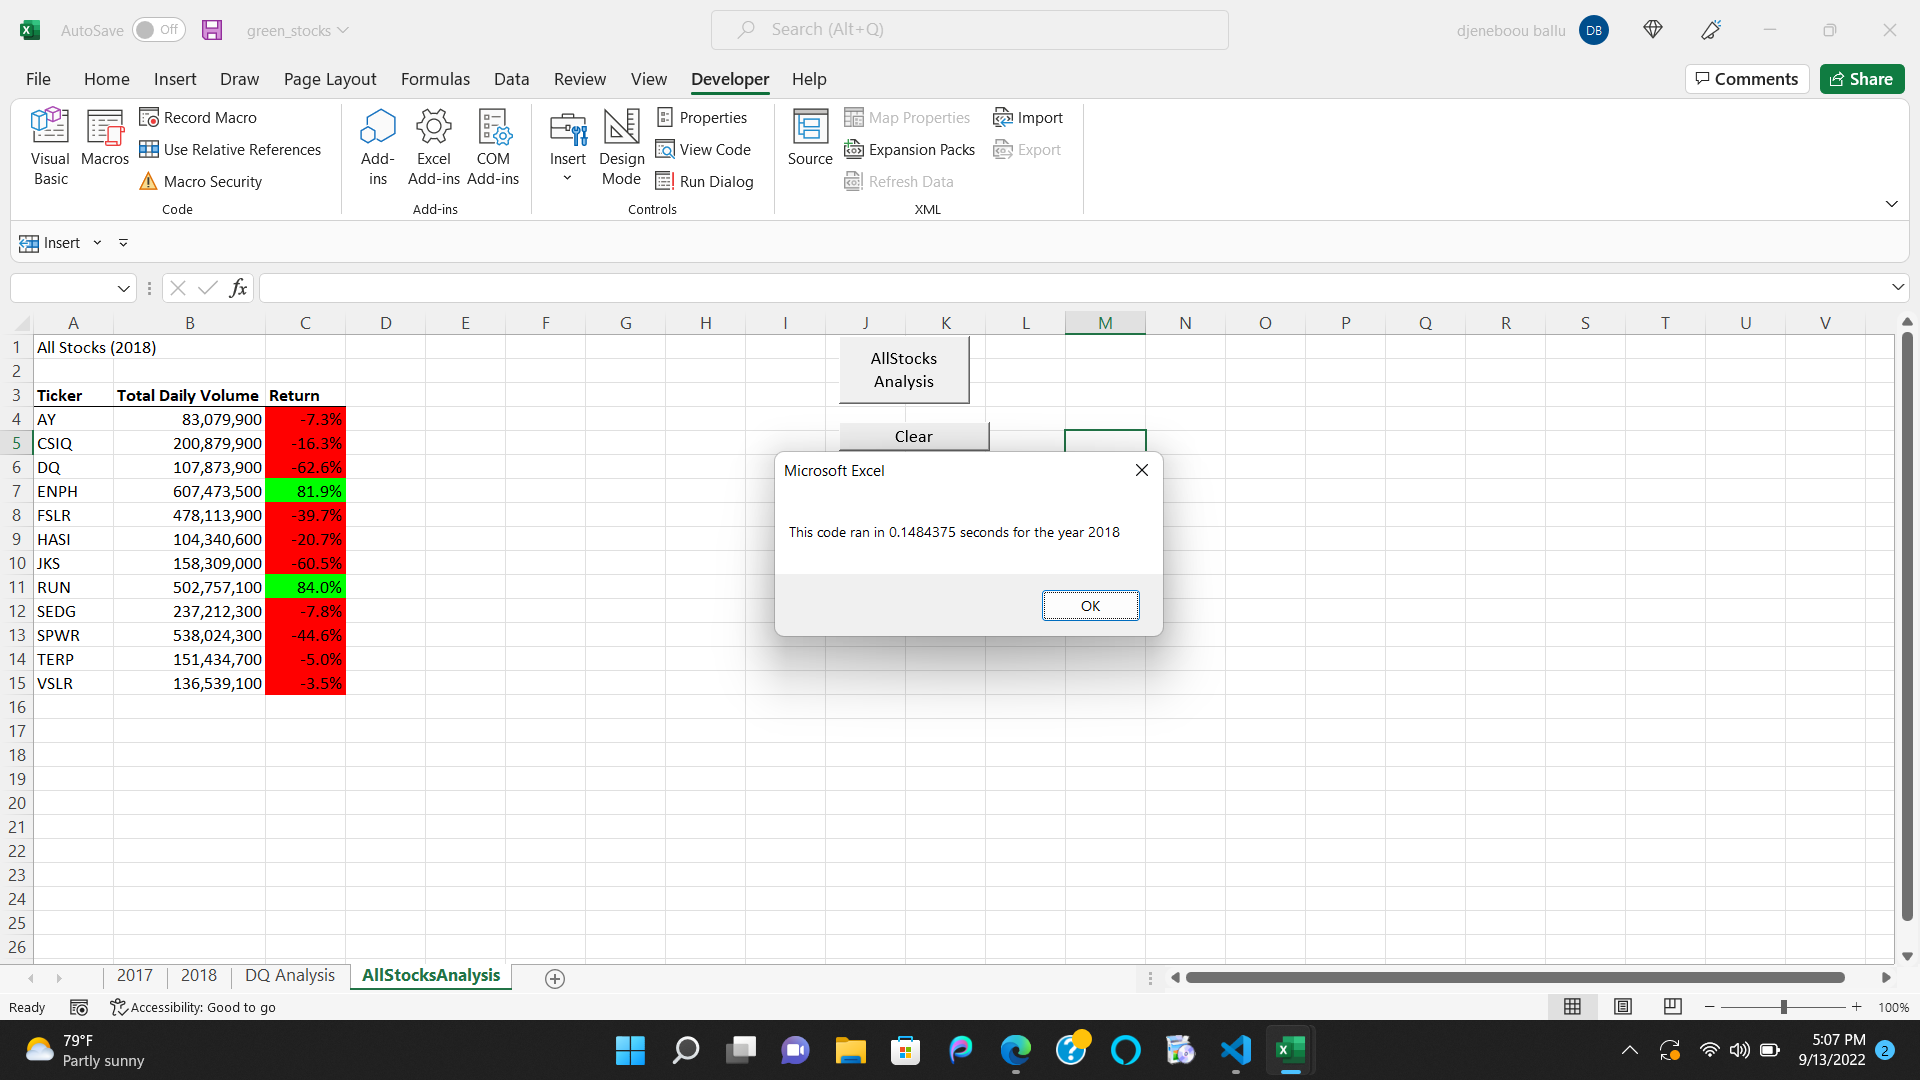 AutoSave Off green_stocks Search (Alt+Q) djeneboou ballu DB
File Home Insert Draw Page Layout Formulas Data Review View Developer Help Comments Share
Visual Basic
Macros
Record Macro
Use Relative References
Macro Security
Code
Add-ins
Excel Add-ins
COM Add-ins
Add-ins
Insert
Design Mode
Properties
View Code
Run Dialog
Controls
Source
Map Properties
Expansion Packs
Refresh Data
Import
Export
XML
Insert
fx
A B C D E F G H I J K L M N O P Q R S T U V
1 All Stocks (2018)
2
3 Ticker Total Daily Volume Return
4 AY 83,079,900 -7.3%
5 CSIQ 200,879,900 -16.3%
6 DQ 107,873,900 -62.6%
7 ENPH 607,473,500 81.9%
8 FSLR 478,113,900 -39.7%
9 HASI 104,340,600 -20.7%
10 JKS 158,309,000 -60.5%
11 RUN 502,757,100 84.0%
12 SEDG 237,212,300 -7.8%
13 SPWR 538,024,300 -44.6%
14 TERP 151,434,700 -5.0%
15 VSLR 136,539,100 -3.5%
16
17
18
19
20
21
22
23
24
25
26
AllStocks
Analysis
Clear
Microsoft Excel
This code ran in 0.1484375 seconds for the year 2018
OK
2017 2018 DQ Analysis AllStocksAnalysis
Ready Accessibility: Good to go 100%
79°F
Partly sunny
5:07 PM
9/13/2022
2